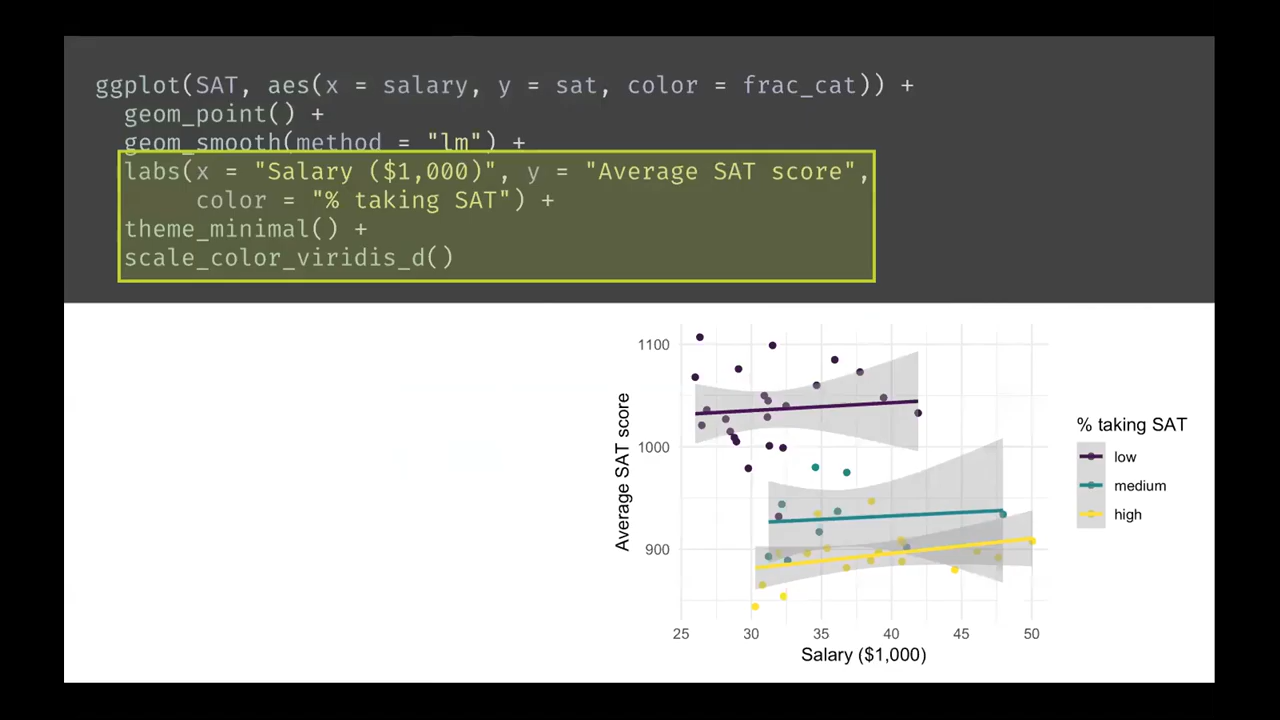 ggplot(SAT, aes(x = salary, y = sat, color = frac_cat)) +
geom_point() +
geom_smooth(method = "lm") +
labs(x = "Salary ($1,000)", y = "Average SAT score",
color = "% taking SAT") +
theme_minimal() +
scale_color_viridis_d()
1100
1000
900
Average SAT score
25 30 35 40 45 50
Salary ($1,000)
% taking SAT
low
medium
high